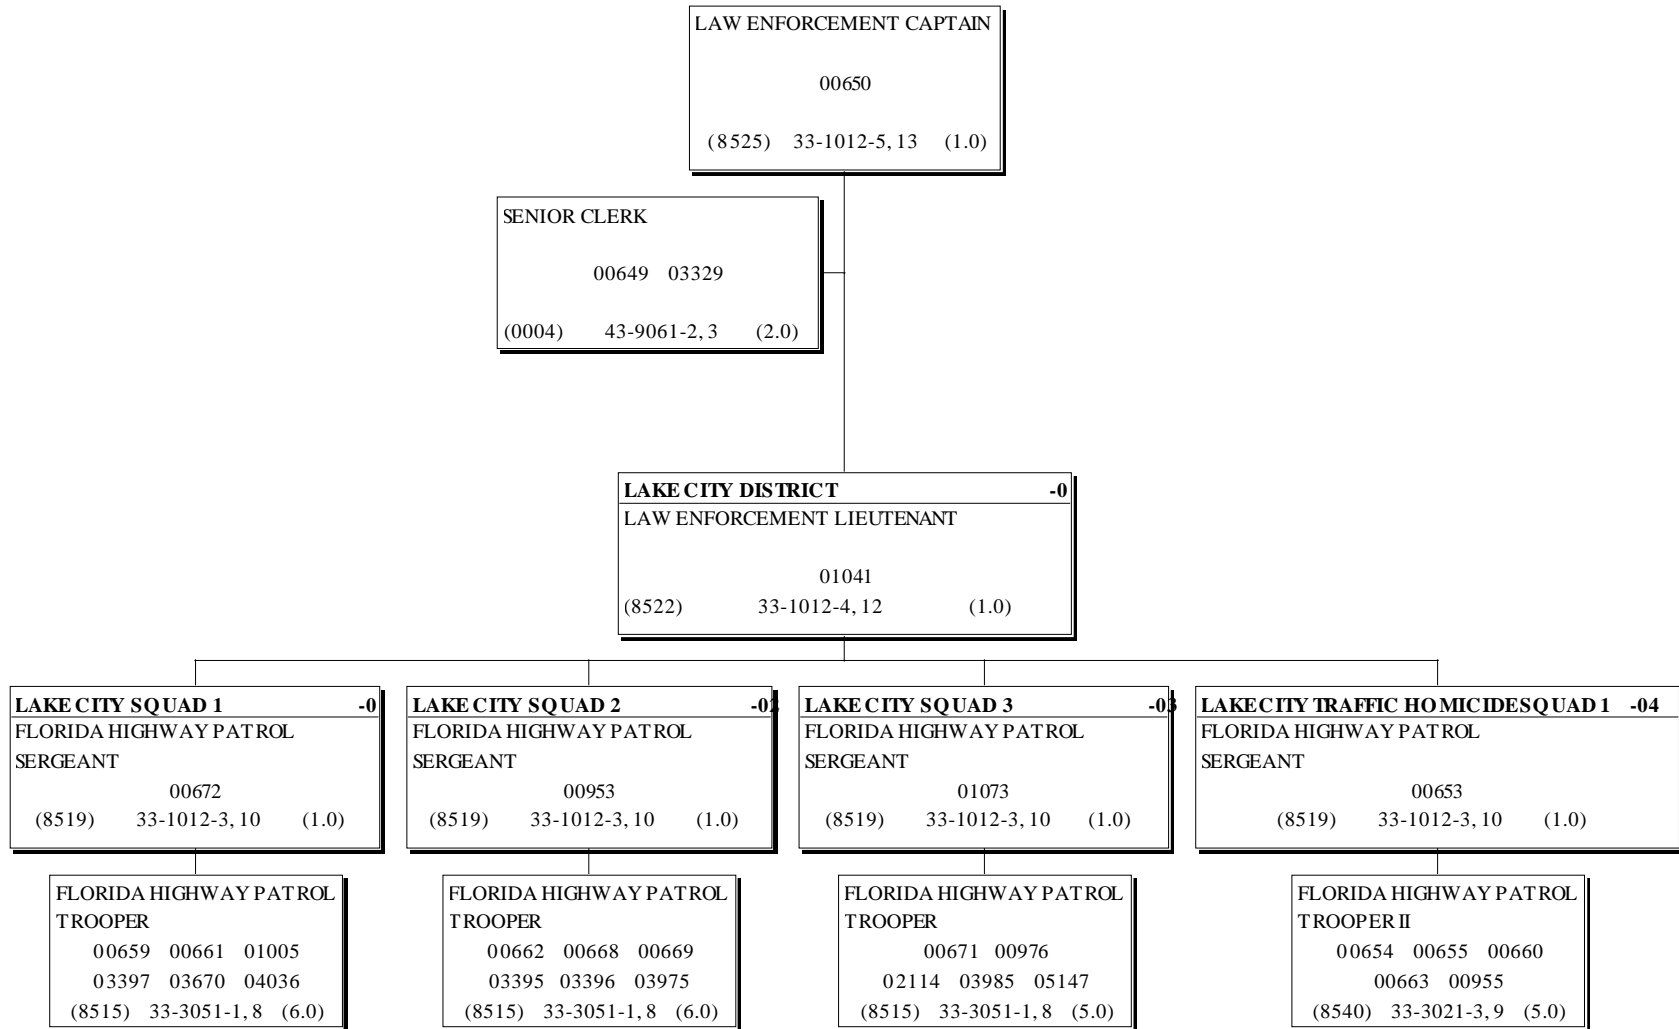 LAW ENFORCEMENT CAPTAIN
00650
(8525) 33-1012-5, 13 (1.0)
SENIOR CLERK
00649 03329
(0004) 43-9061-2, 3 (2.0)
LAKE CITY DISTRICT -0
LAW ENFORCEMENT LIEUTENANT
01041
(8522) 33-1012-4, 12 (1.0)
LAKE CITY SQUAD 1 -0
FLORIDA HIGHWAY PATROL
SERGEANT
00672
(8519) 33-1012-3, 10 (1.0)
FLORIDA HIGHWAY PATROL
TROOPER
00659 00661 01005
03397 03670 04036
(8515) 33-3051-1, 8 (6.0)
LAKE CITY SQUAD 2 -02
FLORIDA HIGHWAY PATROL
SERGEANT
00953
(8519) 33-1012-3, 10 (1.0)
FLORIDA HIGHWAY PATROL
TROOPER
00662 00668 00669
03395 03396 03975
(8515) 33-3051-1, 8 (6.0)
LAKE CITY SQUAD 3 -03
FLORIDA HIGHWAY PATROL
SERGEANT
01073
(8519) 33-1012-3, 10 (1.0)
FLORIDA HIGHWAY PATROL
TROOPER
00671 00976
02114 03985 05147
(8515) 33-3051-1, 8 (5.0)
LAKE CITY TRAFFIC HOMICIDE SQUAD 1 -04
FLORIDA HIGHWAY PATROL
SERGEANT
00653
(8519) 33-1012-3, 10 (1.0)
FLORIDA HIGHWAY PATROL
TROOPER II
00654 00655 00660
00663 00955
(8540) 33-3021-3, 9 (5.0)